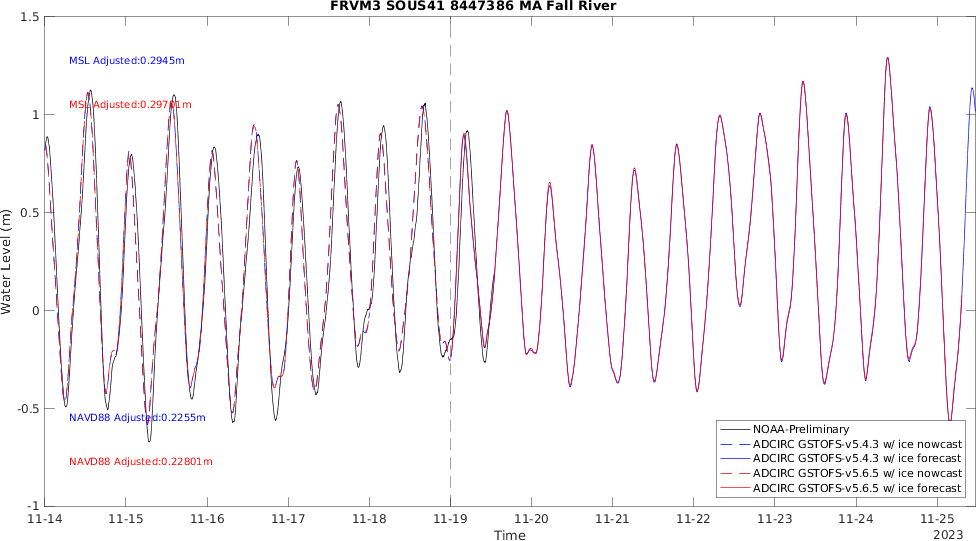 FRVM3 SOUS41 8447386 MA Fall River
1.5
1
0.5
0
-0.5
-1
Water Level (m)
MSL Adjusted:0.2945m
MSL Adjusted:0.29701m
NAVD88 Adjusted:0.2255m
NAVD88 Adjusted:0.22801m
NOAA-Preliminary
ADCIRC GSTOFS-v5.4.3 w/ ice nowcast
ADCIRC GSTOFS-v5.4.3 w/ ice forecast
ADCIRC GSTOFS-v5.6.5 w/ ice nowcast
ADCIRC GSTOFS-v5.6.5 w/ ice forecast
11-14 11-15 11-16 11-17 11-18 11-19 11-20 11-21 11-22 11-23 11-24 11-25
Time
2023